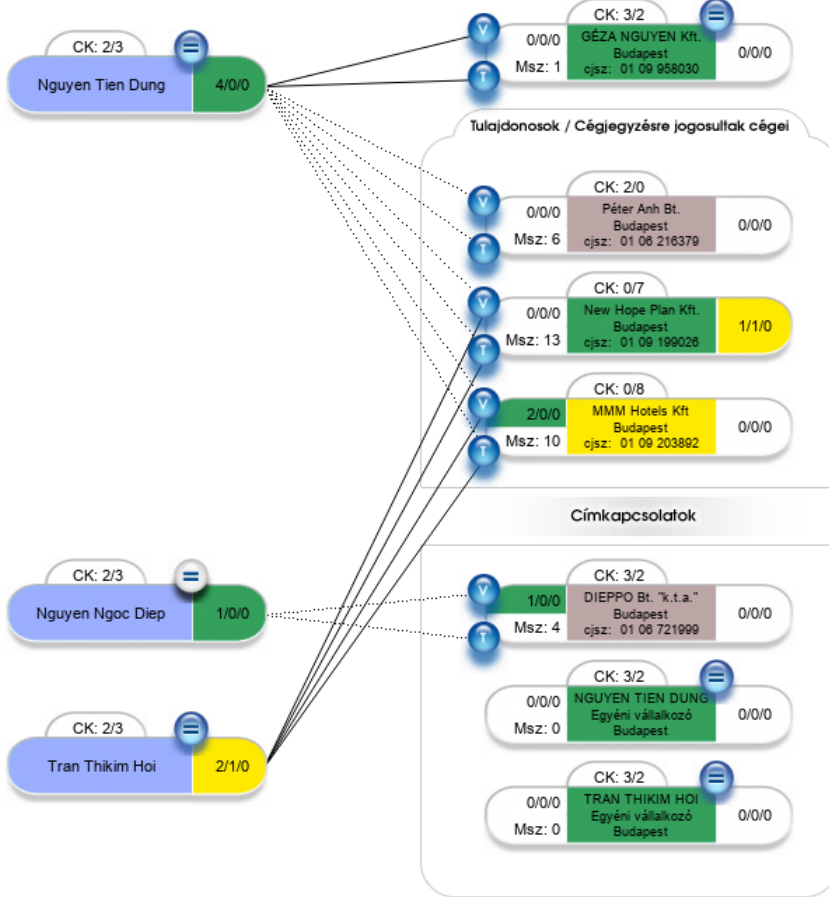 CK: 2/3
Nguyen Tien Dung
4/0/0
CK: 3/2
V
0/0/0
GÉZA NGUYEN Kft.
Budapest
cjsz: 01 09 958030
0/0/0
Msz: 1
T
Tulajdonosok / Cégjegyzésre jogosultak cégei
CK: 2/0
V
0/0/0
Péter Anh Bt.
Budapest
cjsz: 01 06 216379
0/0/0
Msz: 6
T
CK: 0/7
V
0/0/0
New Hope Plan Kft.
Budapest
cjsz: 01 09 199026
1/1/0
Msz: 13
T
CK: 0/8
V
2/0/0
MMM Hotels Kft
Budapest
cjsz: 01 09 203892
0/0/0
Msz: 10
T
Címkapcsolatok
CK: 2/3
Nguyen Ngoc Diep
1/0/0
CK: 3/2
V
1/0/0
DIEPPO Bt. "k.t.a."
Budapest
cjsz: 01 06 721999
0/0/0
Msz: 4
T
CK: 3/2
0/0/0
NGUYEN TIEN DUNG
Egyéni vállalkozó
Budapest
0/0/0
Msz: 0
CK: 2/3
Tran Thikim Hoi
2/1/0
CK: 3/2
0/0/0
TRAN THIKIM HOI
Egyéni vállalkozó
Budapest
0/0/0
Msz: 0